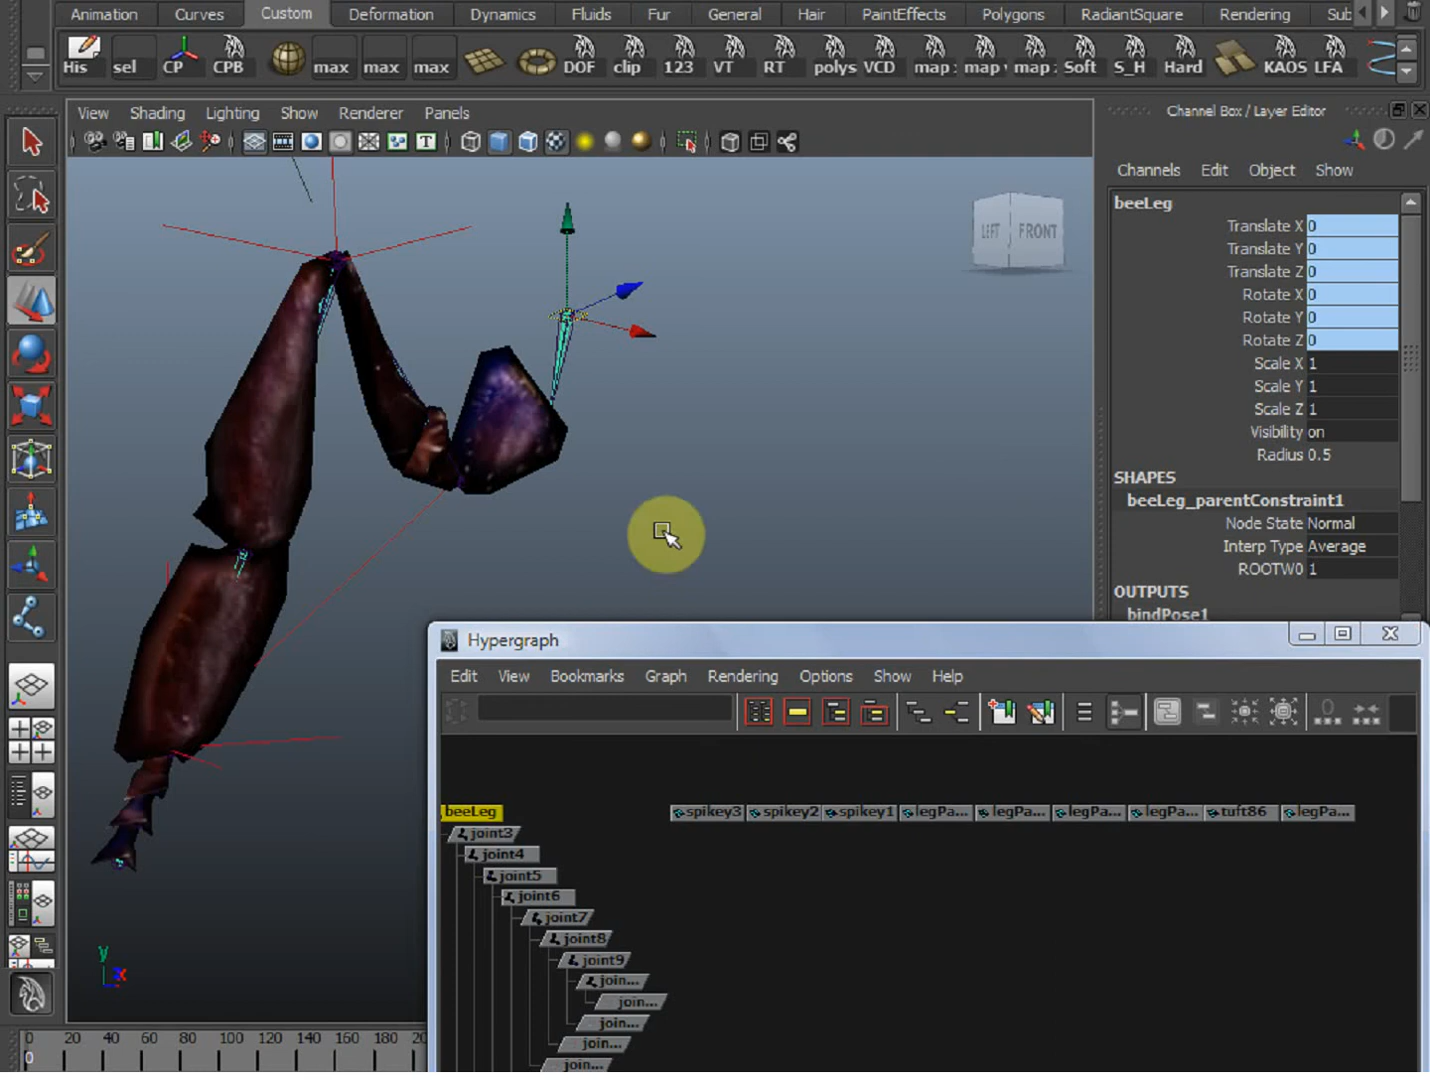 Animation Curves Custom Deformation Dynamics Fluids Fur General Hair PaintEffects Polygons RadiantSquare Rendering Sub
His sel CP CPB max max max DOF clip 123 VT RT polys VCD map map map Soft S_H Hard KAOS LFA
View Shading Lighting Show Renderer Panels
Channel Box / Layer Editor
Channels Edit Object Show
beeLeg
Translate X 0
Translate Y 0
Translate Z 0
Rotate X 0
Rotate Y 0
Rotate Z 0
Scale X 1
Scale Y 1
Scale Z 1
Visibility on
Radius 0.5
SHAPES
beeLeg_parentConstraint1
Node State Normal
Interp Type Average
ROOTW0 1
OUTPUTS
bindPose1
LEFT FRONT
Hypergraph
Edit View Bookmarks Graph Rendering Options Show Help
beeLeg spikey3 spikey2 spikey1 legPa... legPa... legPa... legPa... tuft86 legPa...
joint3
joint4
joint5
joint6
joint7
joint8
joint9
join...
join...
join...
join...
join...
y
x
0 20 40 60 80 100 120 140 160 180 20
0